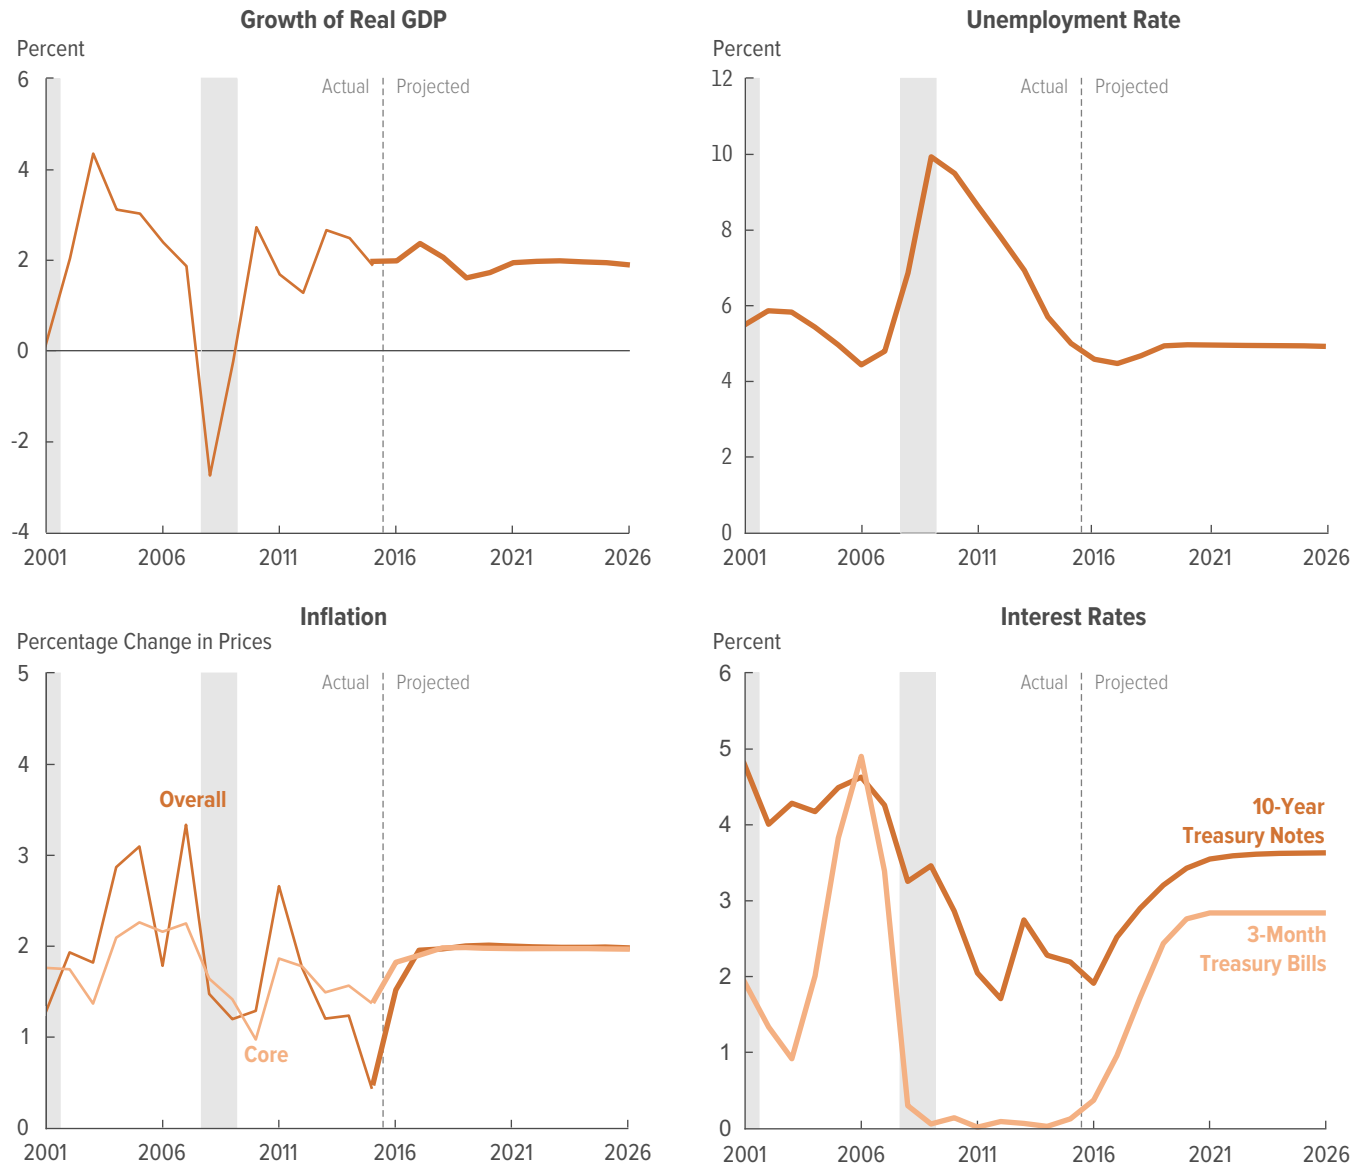 Growth of Real GDP
Percent
Actual
Projected
6
4
2
0
-2
-4
2001
2006
2011
2016
2021
2026
Unemployment Rate
Percent
Actual
Projected
12
10
8
6
4
2
0
2001
2006
2011
2016
2021
2026
Inflation
Percentage Change in Prices
Actual
Projected
5
4
3
2
1
0
Overall
Core
2001
2006
2011
2016
2021
2026
Interest Rates
Percent
Actual
Projected
6
5
4
3
2
1
0
10-Year
Treasury Notes
3-Month
Treasury Bills
2001
2006
2011
2016
2021
2026